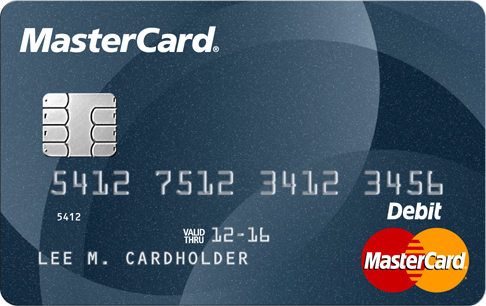 MasterCard®
5412 7512 3412 3456
5412
Debit
VALID THRU 12-16
LEE M. CARDHOLDER
MasterCard